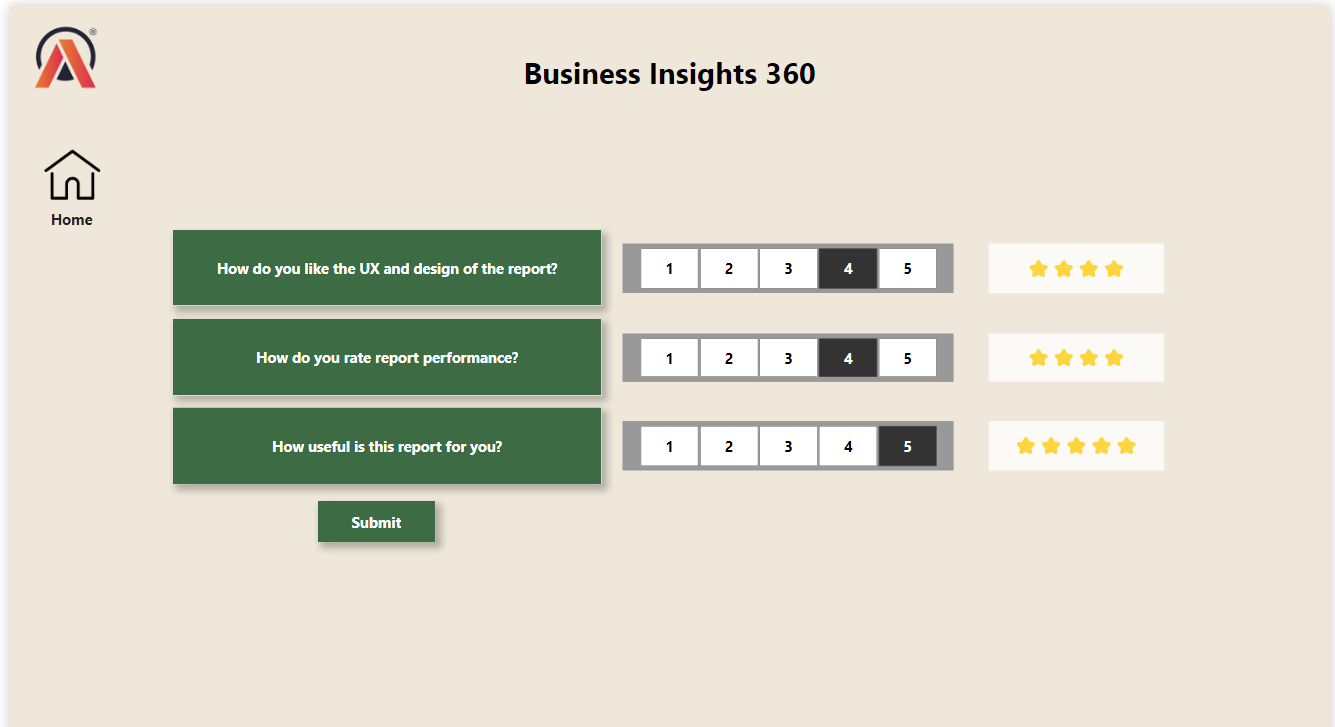 ®
Business Insights 360
Home
How do you like the UX and design of the report?
1 2 3 4 5
How do you rate report performance?
1 2 3 4 5
How useful is this report for you?
1 2 3 4 5
Submit